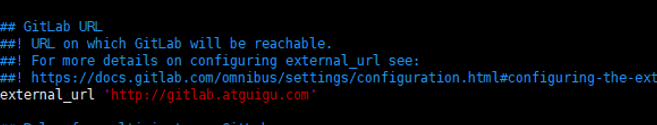 ## GitLab URL
##! URL on which GitLab will be reachable.
##! For more details on configuring external_url see:
##! https://docs.gitlab.com/omnibus/settings/configuration.html#configuring-the-ext
external_url 'http://gitlab.atguigu.com'